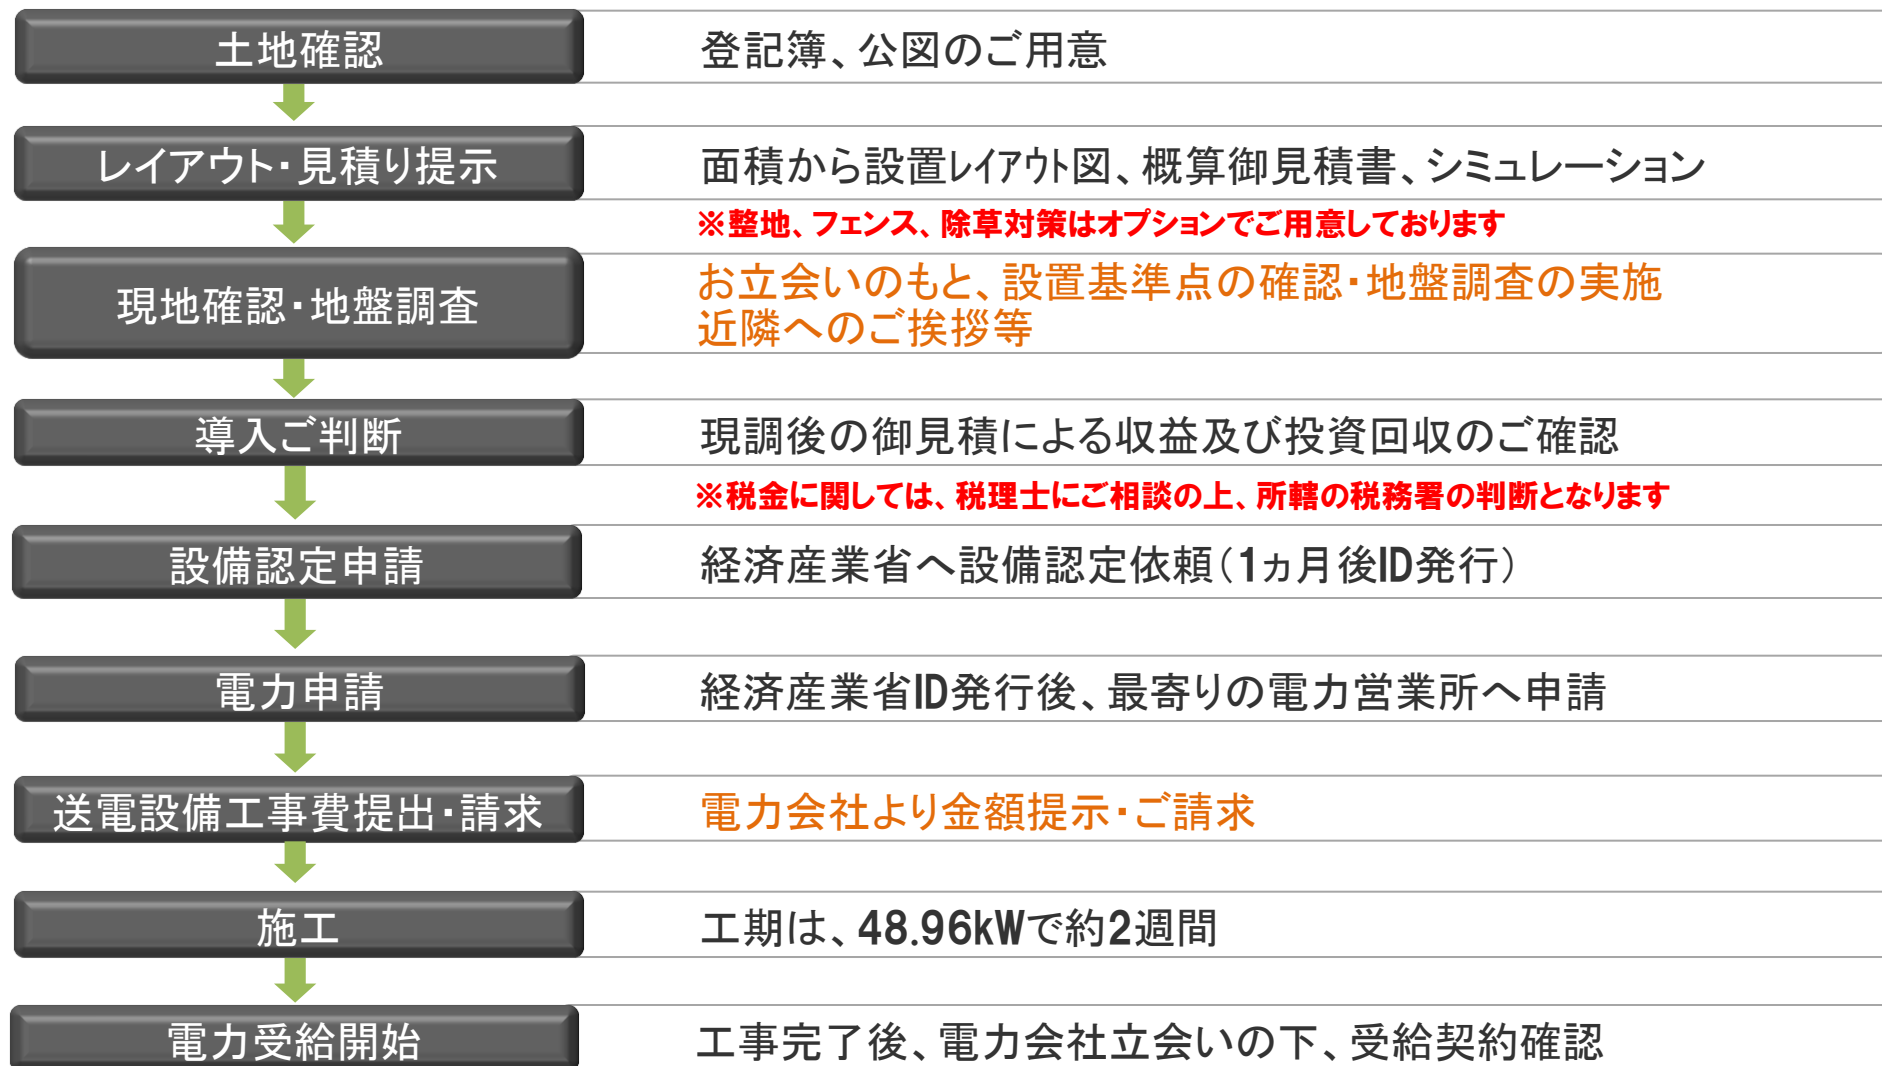 土地確認
登記簿、公図のご用意
レイアウト・見積り提示
面積から設置レイアウト図、概算御見積書、シミュレーション
※整地、フェンス、除草対策はオプションでご用意しております
現地確認・地盤調査
お立会いのもと、設置基準点の確認・地盤調査の実施
近隣へのご挨拶等
導入ご判断
現調後の御見積による収益及び投資回収のご確認
※税金に関しては、税理士にご相談の上、所轄の税務署の判断となります
設備認定申請
経済産業省へ設備認定依頼（1ヵ月後ID発行）
電力申請
経済産業省ID発行後、最寄りの電力営業所へ申請
送電設備工事費提出・請求
電力会社より金額提示・ご請求
施工
工期は、48.96kWで約2週間
電力受給開始
工事完了後、電力会社立会いの下、受給契約確認